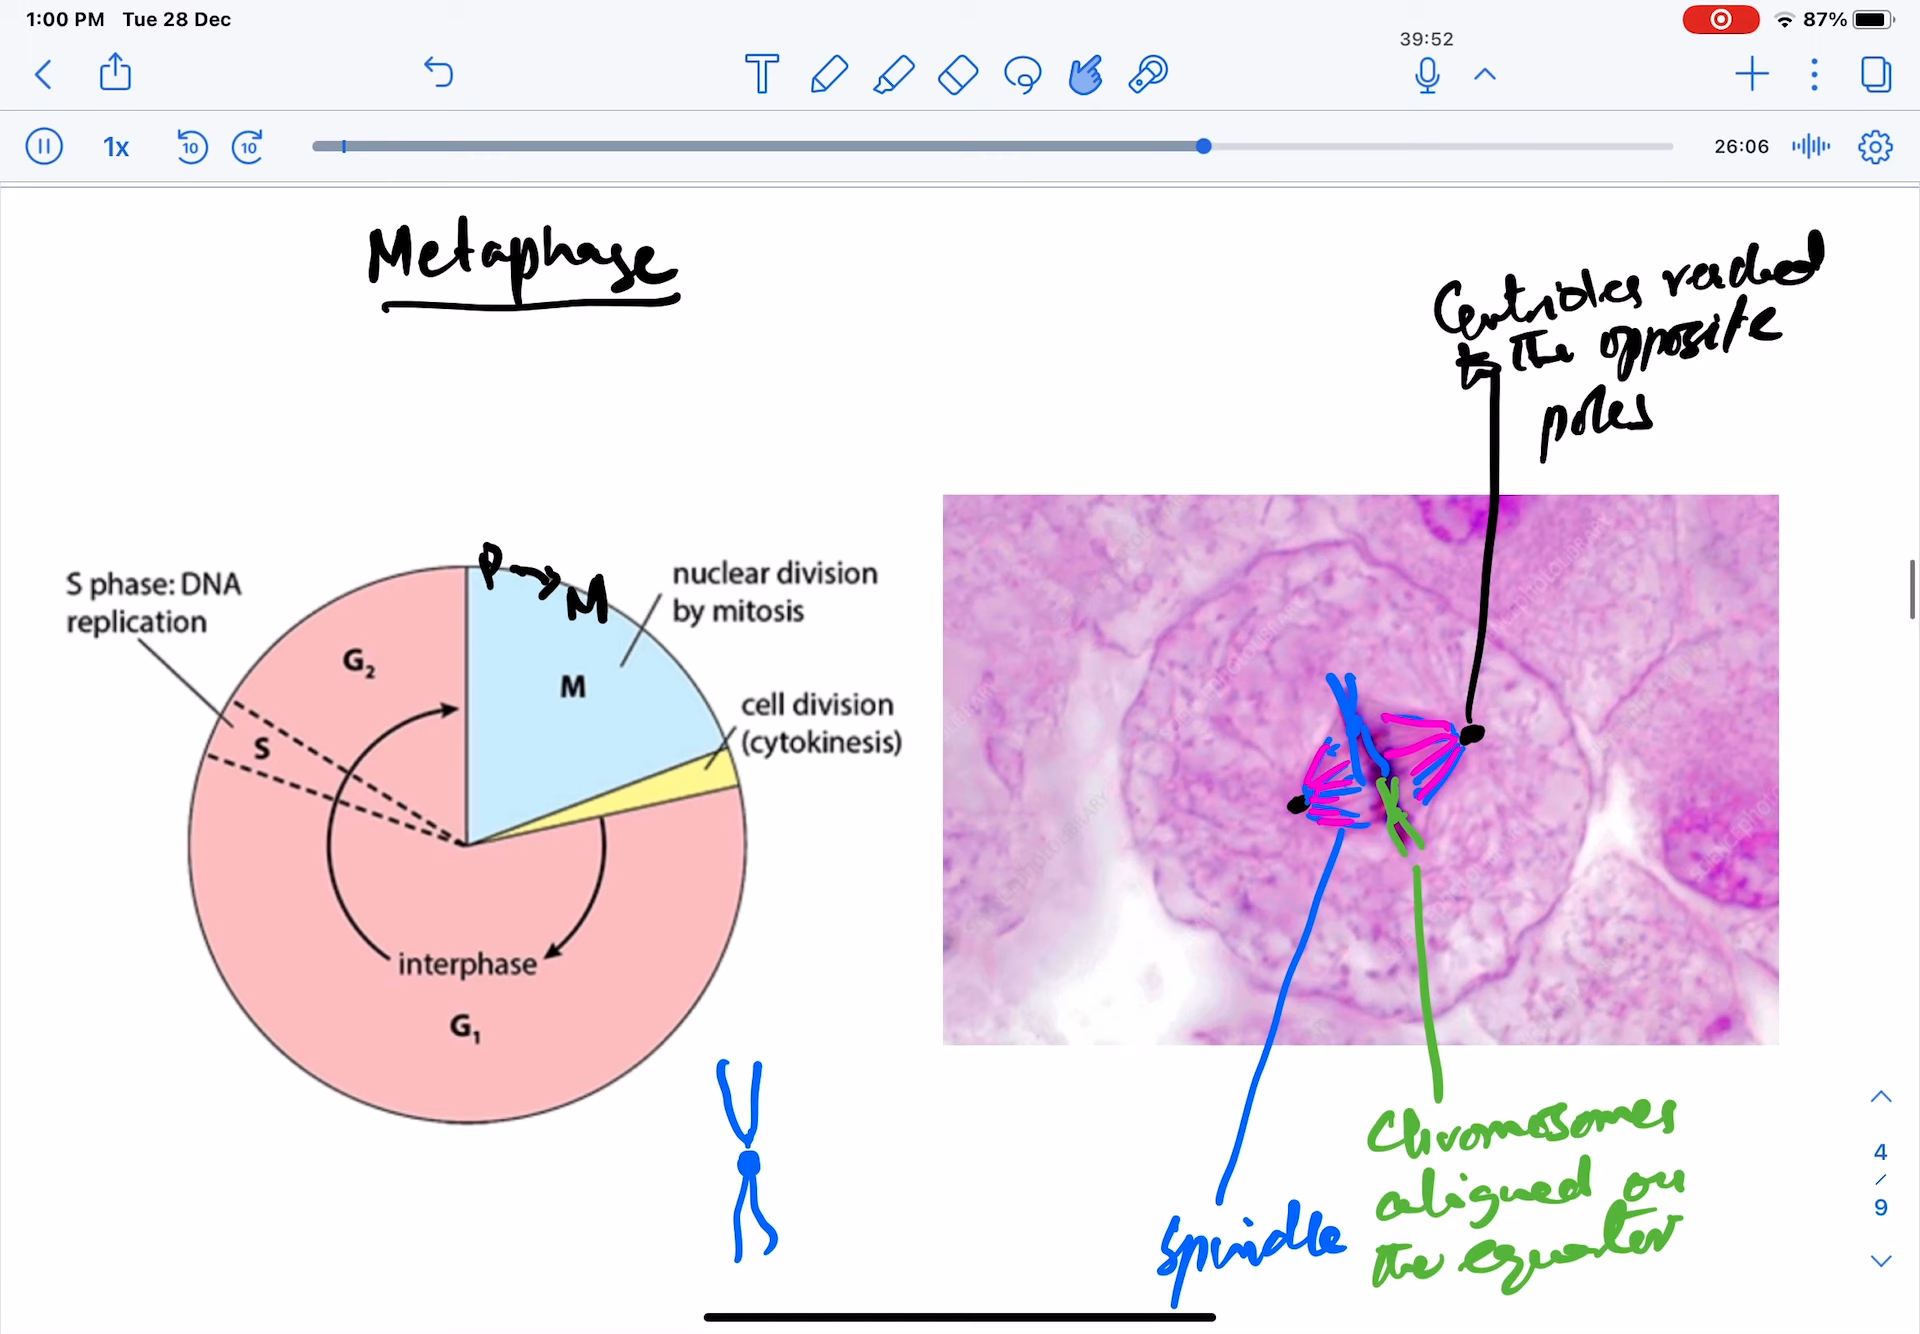 1:00 PM Tue 28 Dec
87%
39:52
1x
10
10
26:06
Metaphase
Centrioles reached
to the opposite
poles
P → M
S phase: DNA
replication
nuclear division
by mitosis
G₂
M
cell division
(cytokinesis)
S
interphase
G₁
Chromosomes
aligned on
the equator
spindle
4
/
9